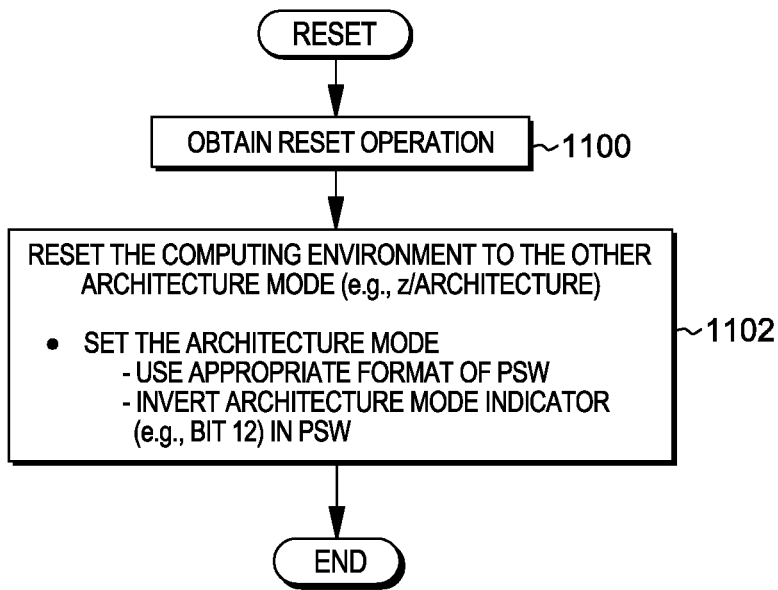 RESET
OBTAIN RESET OPERATION
1100
RESET THE COMPUTING ENVIRONMENT TO THE OTHER
ARCHITECTURE MODE (e.g., z/ARCHITECTURE)
• SET THE ARCHITECTURE MODE
- USE APPROPRIATE FORMAT OF PSW
- INVERT ARCHITECTURE MODE INDICATOR
(e.g., BIT 12) IN PSW
1102
END